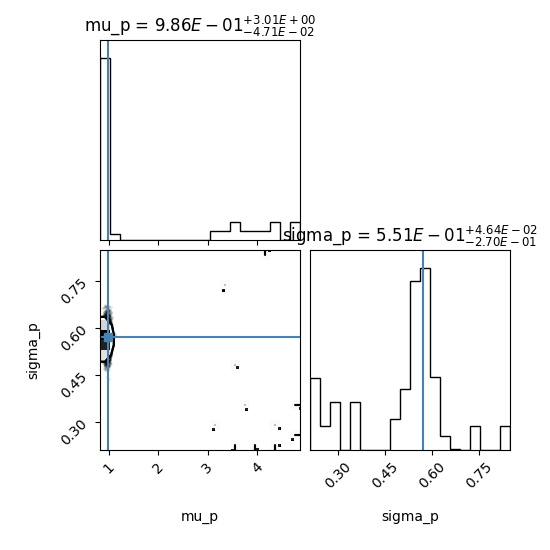 mu_p = 9.86E − 01+3.01E+00−4.71E−02
sigma_p = 5.51E − 01+4.64E−02−2.70E−01
0.75
0.60
0.45
0.30
sigma_p
1 2 3 4
0.30 0.45 0.60 0.75
mu_p sigma_p